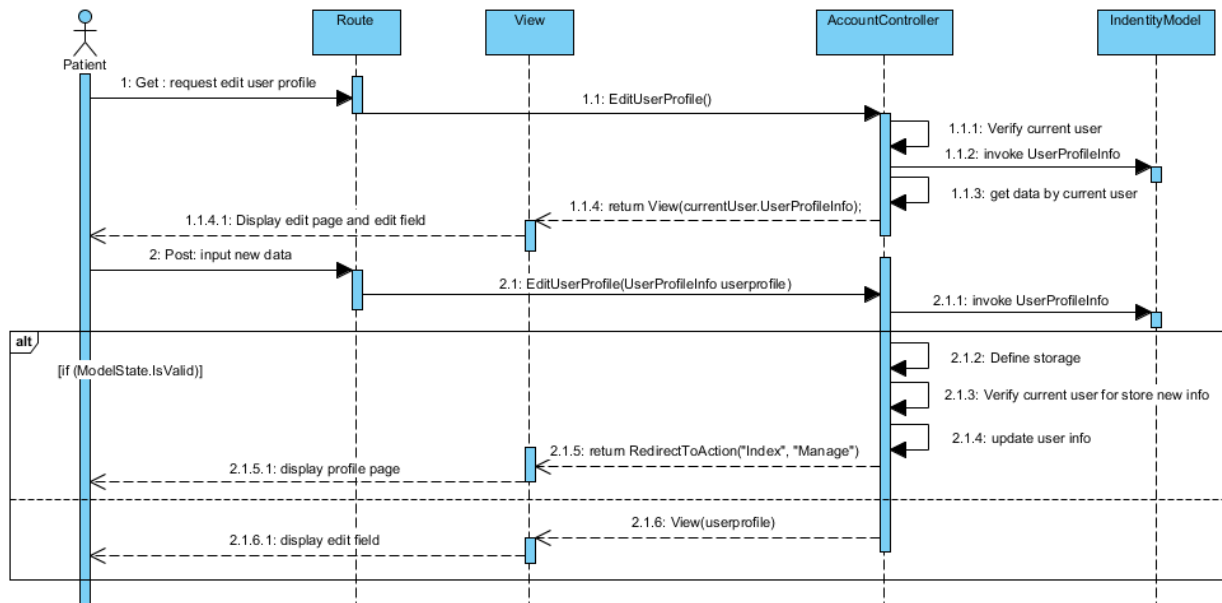 Route
View
AccountController
IndentityModel
Patient
1: Get : request edit user profile
1.1: EditUserProfile()
1.1.1: Verify current user
1.1.2: invoke UserProfileInfo
1.1.3: get data by current user
1.1.4: return View(currentUser.UserProfileInfo);
1.1.4.1: Display edit page and edit field
2: Post: input new data
2.1: EditUserProfile(UserProfileInfo userprofile)
2.1.1: invoke UserProfileInfo
alt
[if (ModelState.IsValid)]
2.1.2: Define storage
2.1.3: Verify current user for store new info
2.1.4: update user info
2.1.5: return RedirectToAction("Index", "Manage")
2.1.5.1: display profile page
2.1.6: View(userprofile)
2.1.6.1: display edit field